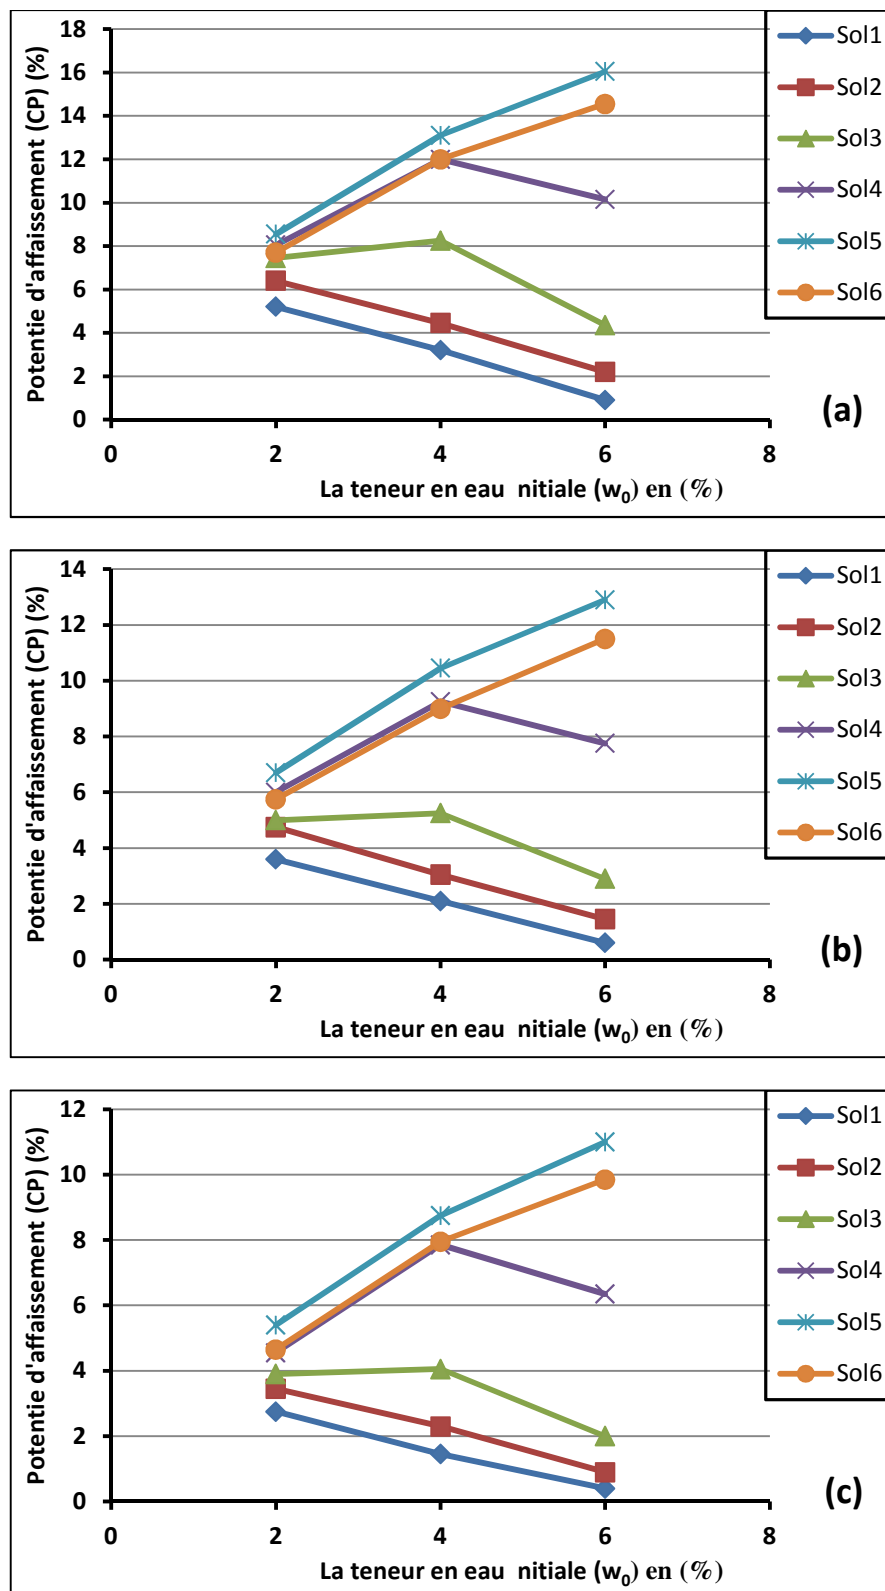 Potentie d'affaissement (CP) (%)
18
16
14
12
10
8
6
4
2
0
0 2 4 6 8
La teneur en eau nitiale (w₀) en (%)
Sol1
Sol2
Sol3
Sol4
Sol5
Sol6
(a)
Potentie d'affaissement (CP) (%)
14
12
10
8
6
4
2
0
0 2 4 6 8
La teneur en eau nitiale (w₀) en (%)
Sol1
Sol2
Sol3
Sol4
Sol5
Sol6
(b)
Potentie d'affaissement (CP) (%)
12
10
8
6
4
2
0
0 2 4 6 8
La teneur en eau nitiale (w₀) en (%)
Sol1
Sol2
Sol3
Sol4
Sol5
Sol6
(c)